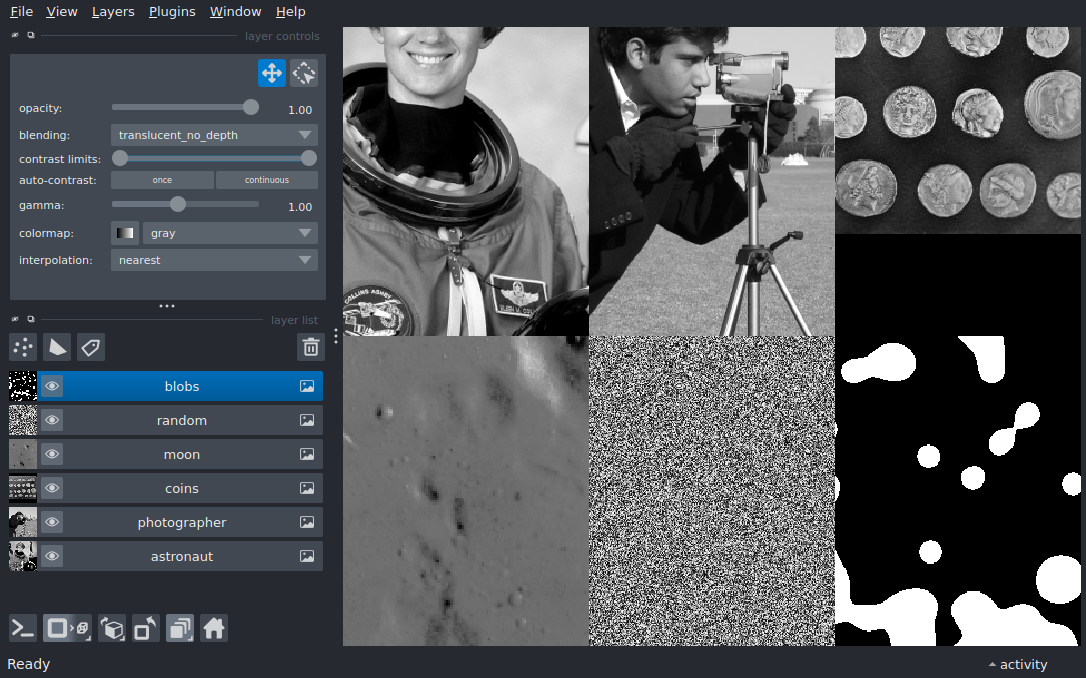 File View Layers Plugins Window Help
layer controls
opacity: 1.00
blending: translucent_no_depth
contrast limits:
auto-contrast: once continuous
gamma: 1.00
colormap: gray
interpolation: nearest
layer list
blobs
random
moon
coins
photographer
astronaut
Ready
activity